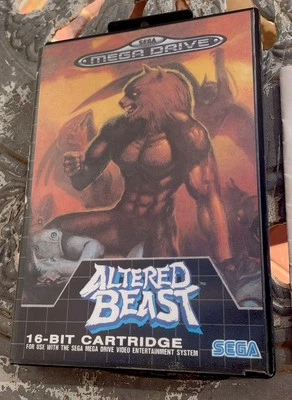 SEGA
MEGA DRIVE
ALTERED
BEAST
16-BIT CARTRIDGE
FOR USE WITH THE SEGA MEGA DRIVE VIDEO ENTERTAINMENT SYSTEM
SEGA